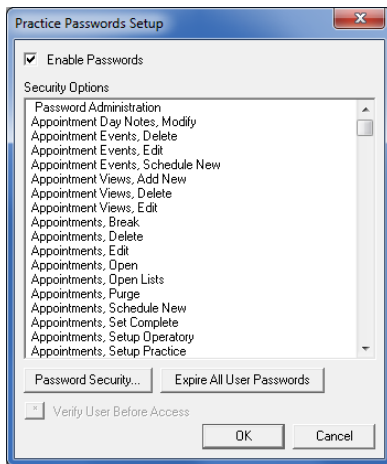 Practice Passwords Setup
Enable Passwords
Security Options
Password Administration
Appointment Day Notes, Modify
Appointment Events, Delete
Appointment Events, Edit
Appointment Events, Schedule New
Appointment Views, Add New
Appointment Views, Delete
Appointment Views, Edit
Appointments, Break
Appointments, Delete
Appointments, Edit
Appointments, Open
Appointments, Open Lists
Appointments, Purge
Appointments, Schedule New
Appointments, Set Complete
Appointments, Setup Operatory
Appointments, Setup Practice
Password Security... Expire All User Passwords
* Verify User Before Access
OK Cancel